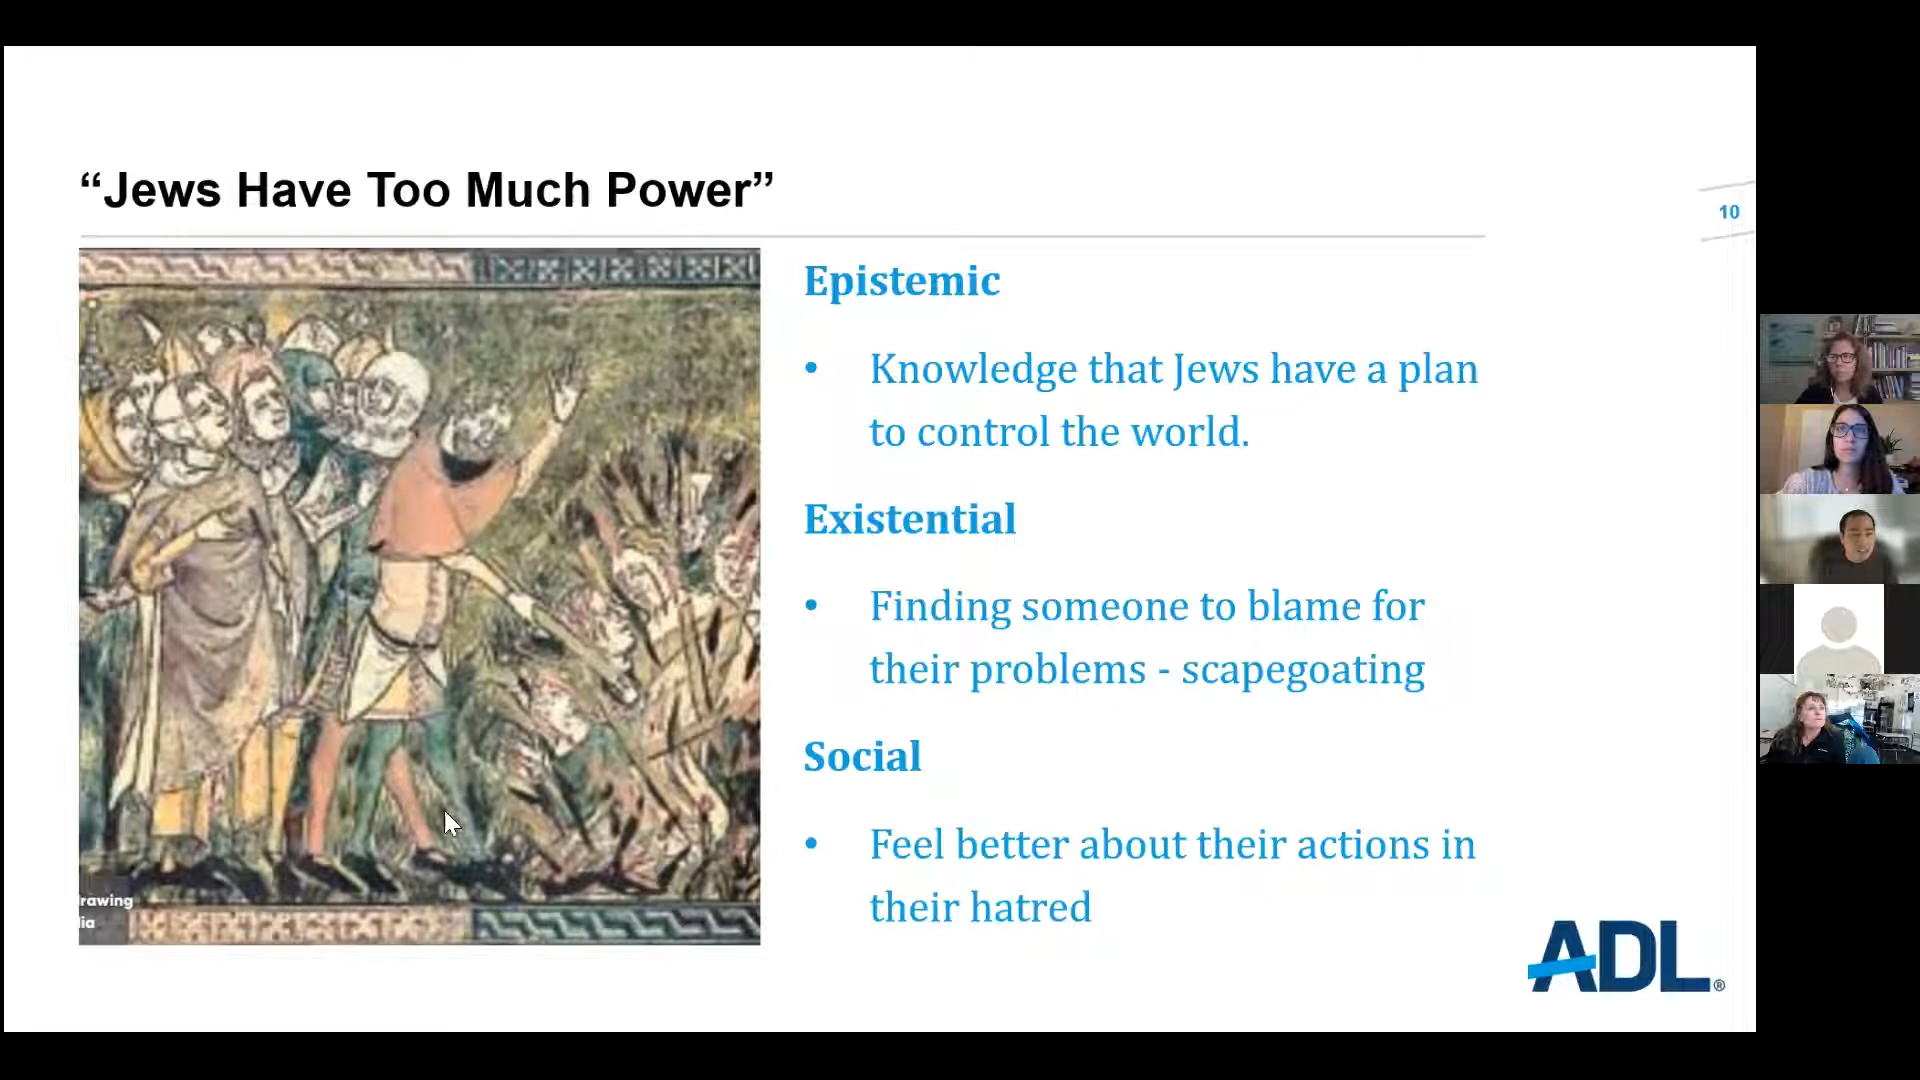 “Jews Have Too Much Power”
10
Epistemic
• Knowledge that Jews have a plan
to control the world.
Existential
• Finding someone to blame for
their problems - scapegoating
Social
• Feel better about their actions in
their hatred
rawing
lia
ADL®